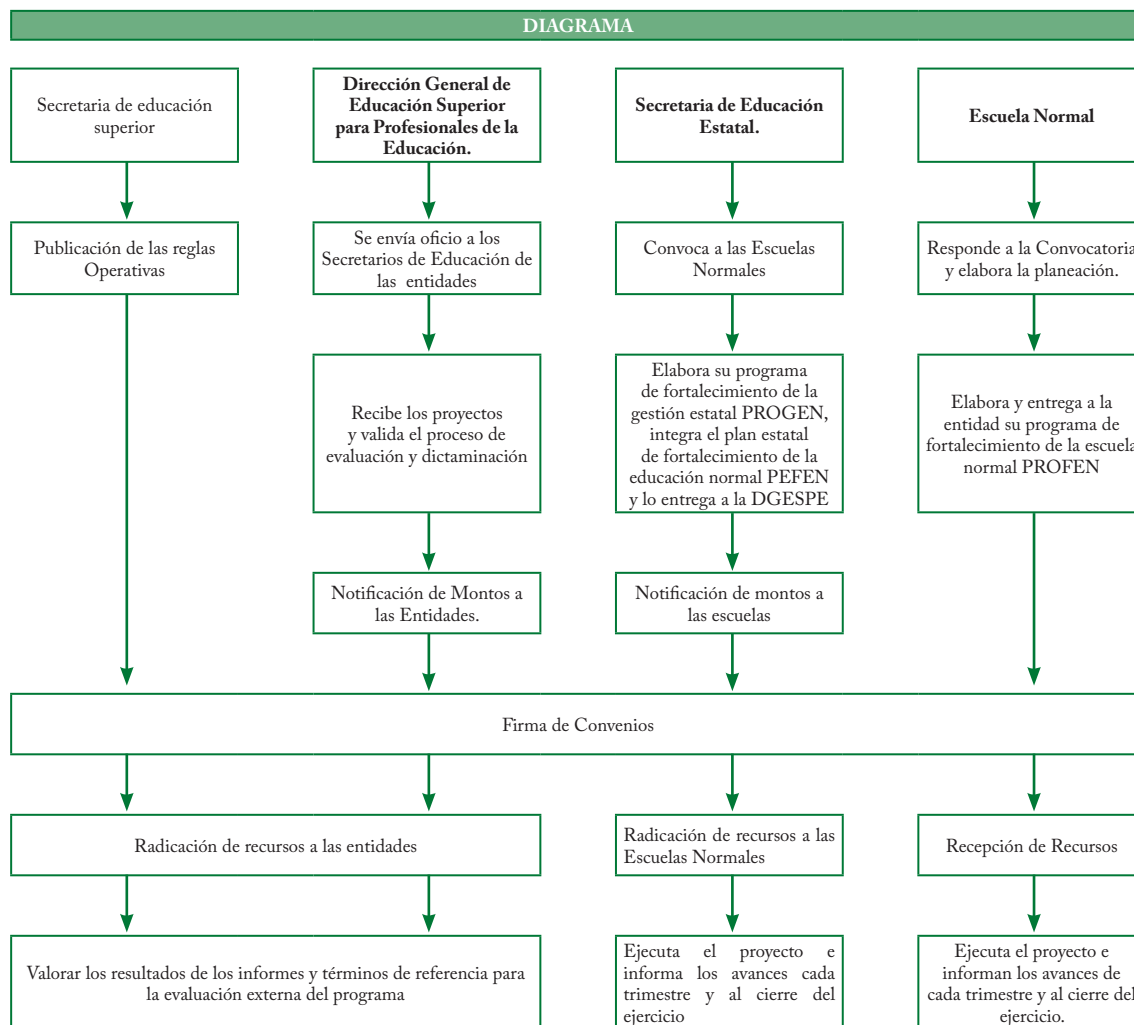 DIAGRAMA
Secretaria de educación
superior
Dirección General de
Educación Superior
para Profesionales de la
Educación.
Secretaria de Educación
Estatal.
Escuela Normal
Publicación de las reglas
Operativas
Se envía oficio a los
Secretarios de Educación de
las entidades
Convoca a las Escuelas
Normales
Responde a la Convocatoria
y elabora la planeación.
Recibe los proyectos
y valida el proceso de
evaluación y dictaminación
Elabora su programa
de fortalecimiento de la
gestión estatal PROGEN,
integra el plan estatal
de fortalecimiento de la
educación normal PEFEN
y lo entrega a la DGESPE
Elabora y entrega a la
entidad su programa de
fortalecimiento de la escuela
normal PROFEN
Notificación de Montos a
las Entidades.
Notificación de montos a
las escuelas
Firma de Convenios
Radicación de recursos a las entidades
Radicación de recursos a las
Escuelas Normales
Recepción de Recursos
Valorar los resultados de los informes y términos de referencia para
la evaluación externa del programa
Ejecuta el proyecto e
informa los avances cada
trimestre y al cierre del
ejercicio
Ejecuta el proyecto e
informan los avances de
cada trimestre y al cierre del
ejercicio.